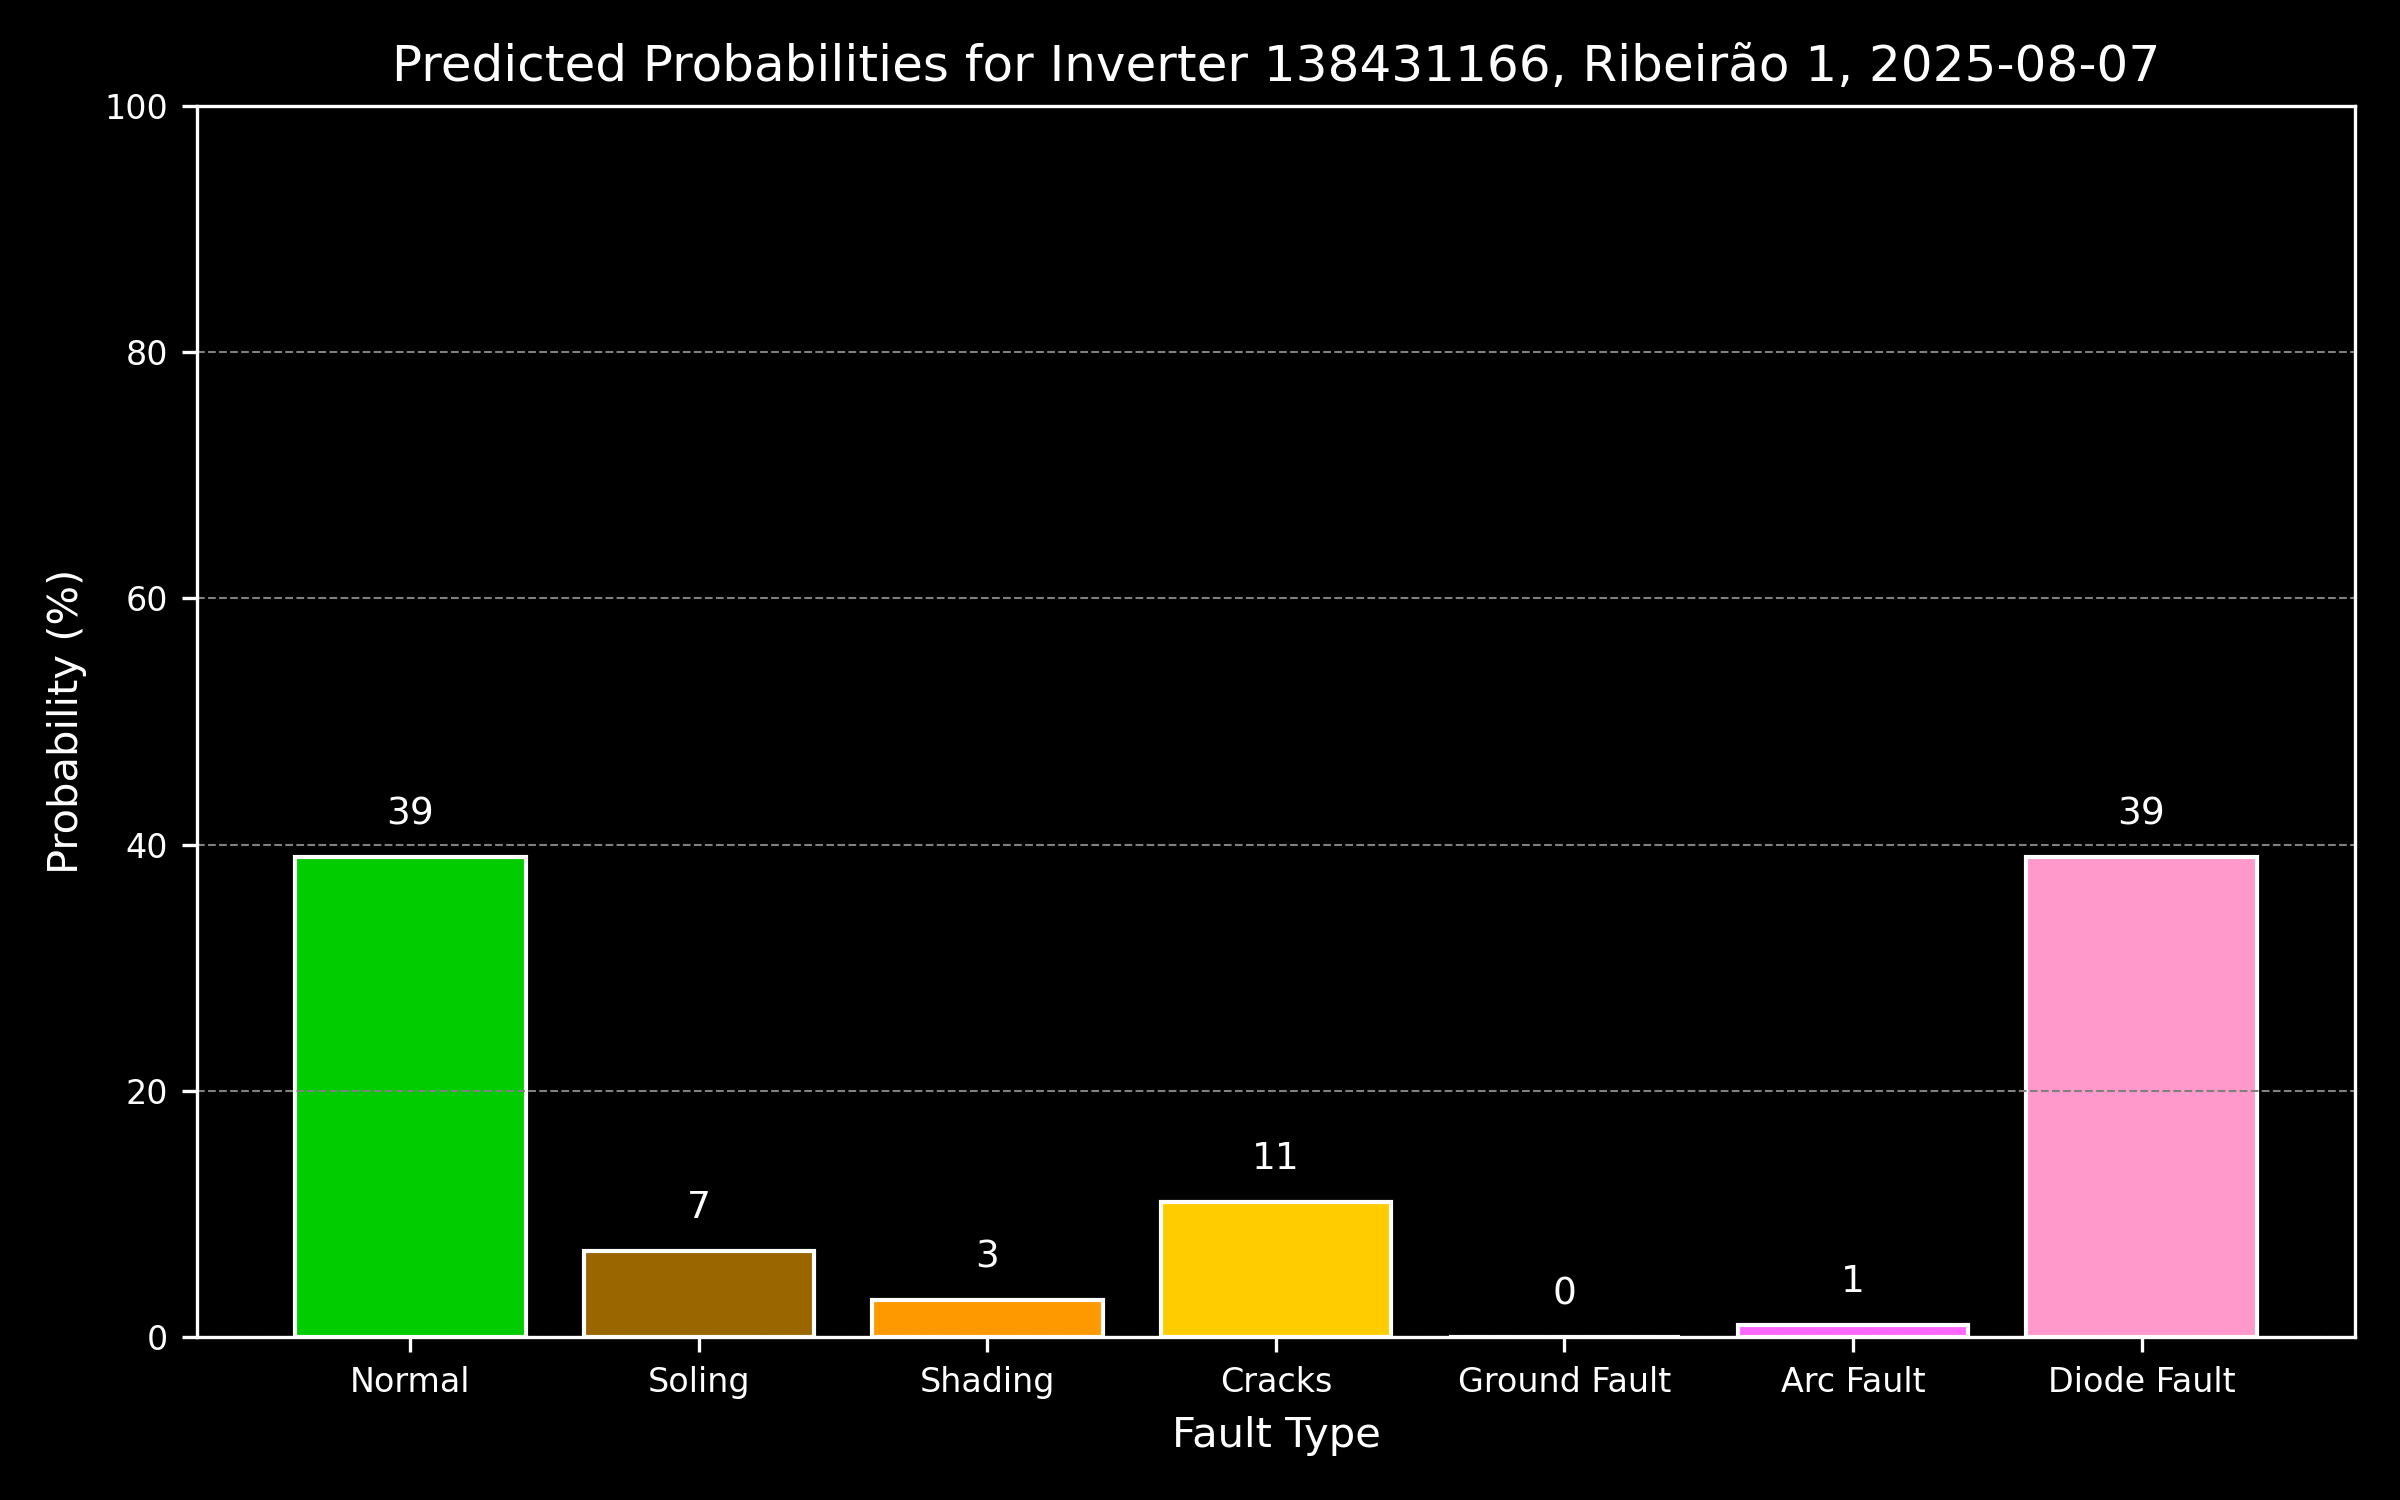 Predicted Probabilities for Inverter 138431166, Ribeirão 1, 2025-08-07
100
80
60
40
20
0
Probability (%)
39
7
3
11
0
1
39
Normal
Soling
Shading
Cracks
Ground Fault
Arc Fault
Diode Fault
Fault Type